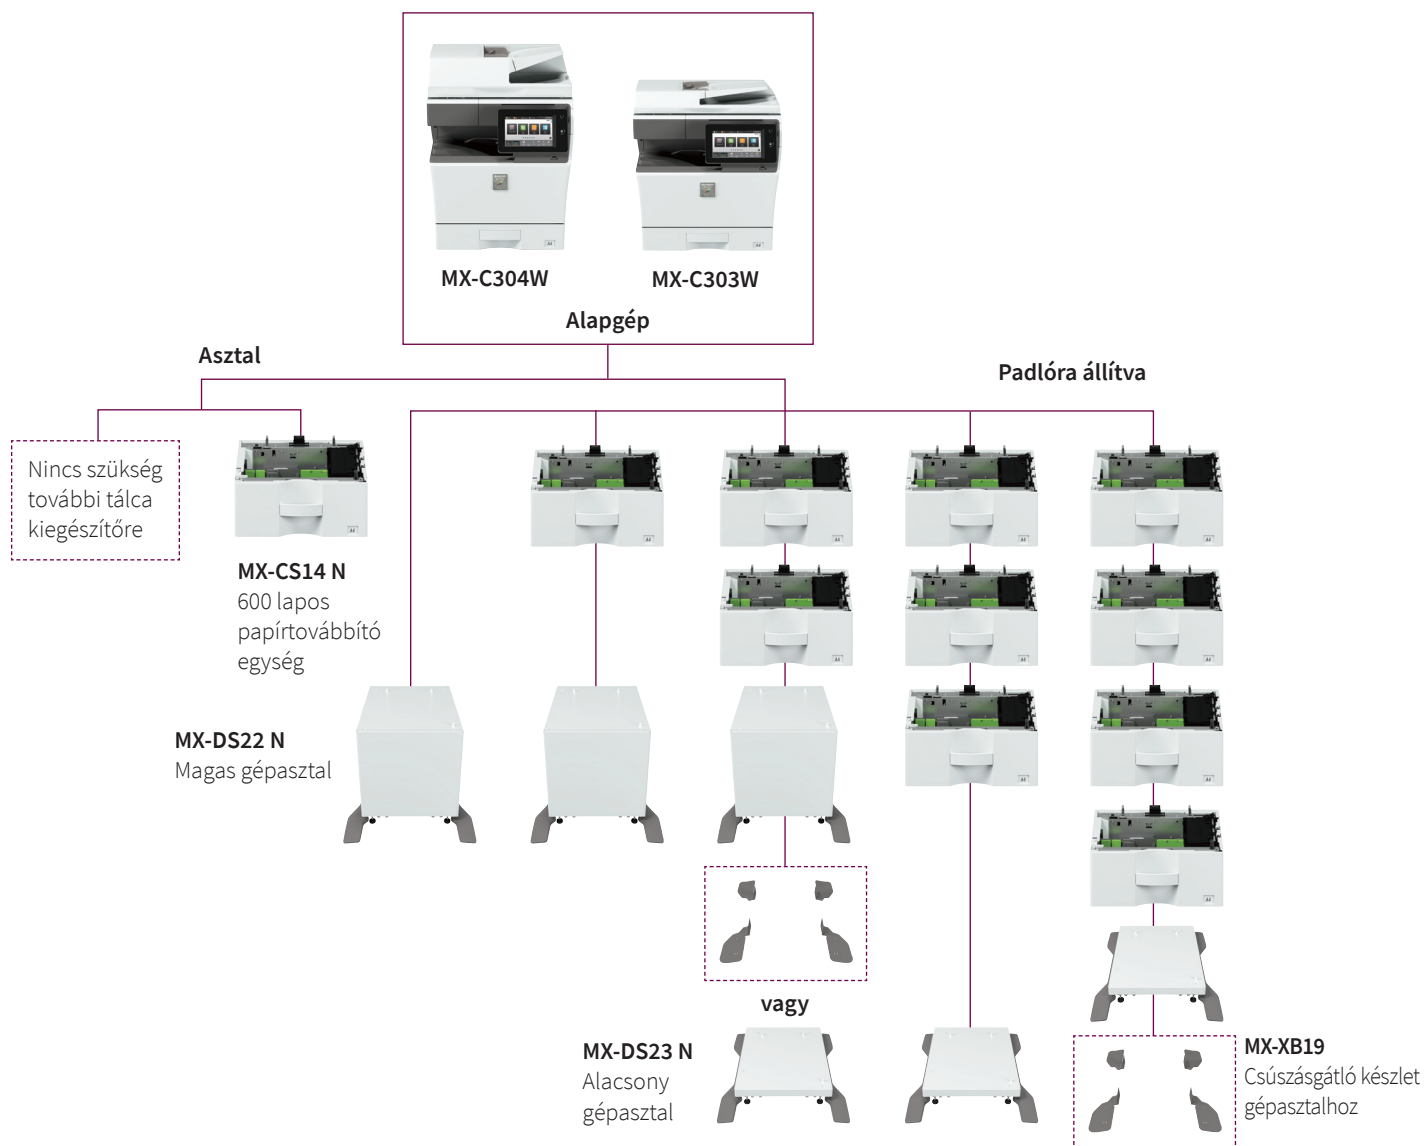 MX-C304W
MX-C303W
Alapgép
Asztal
Padlóra állítva
Nincs szükség
további tálca
kiegészítőre
MX-CS14 N
600 lapos
papírtovábbító
egység
MX-DS22 N
Magas gépasztal
vagy
MX-DS23 N
Alacsony
gépasztal
MX-XB19
Csúszásgátló készlet
gépasztalhoz